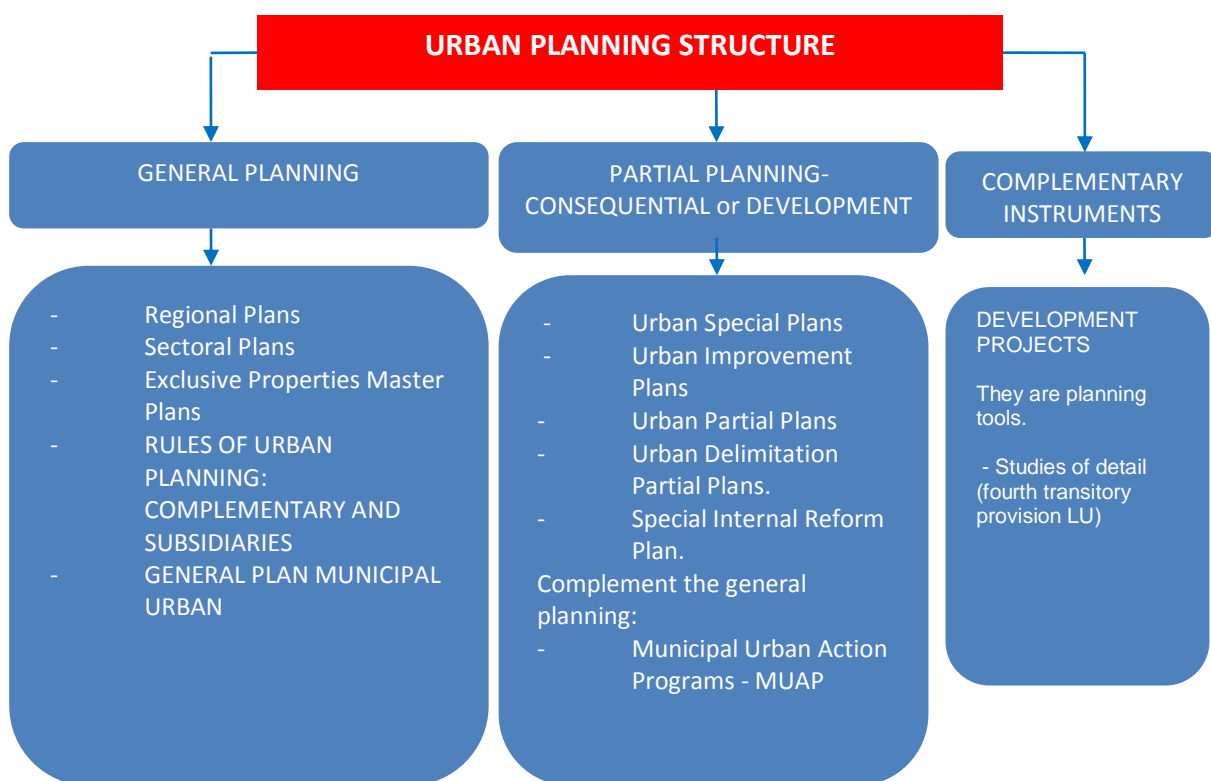 URBAN PLANNING STRUCTURE
GENERAL PLANNING
- Regional Plans
- Sectoral Plans
- Exclusive Properties Master
Plans
- RULES OF URBAN
PLANNING:
COMPLEMENTARY AND
SUBSIDIARIES
- GENERAL PLAN MUNICIPAL
URBAN
PARTIAL PLANNING-
CONSEQUENTIAL or DEVELOPMENT
- Urban Special Plans
- Urban Improvement
Plans
- Urban Partial Plans
- Urban Delimitation
Partial Plans.
- Special Internal Reform
Plan.
Complement the general
planning:
- Municipal Urban Action
Programs - MUAP
COMPLEMENTARY
INSTRUMENTS
DEVELOPMENT
PROJECTS
They are planning
tools.
- Studies of detail
(fourth transitory
provision LU)